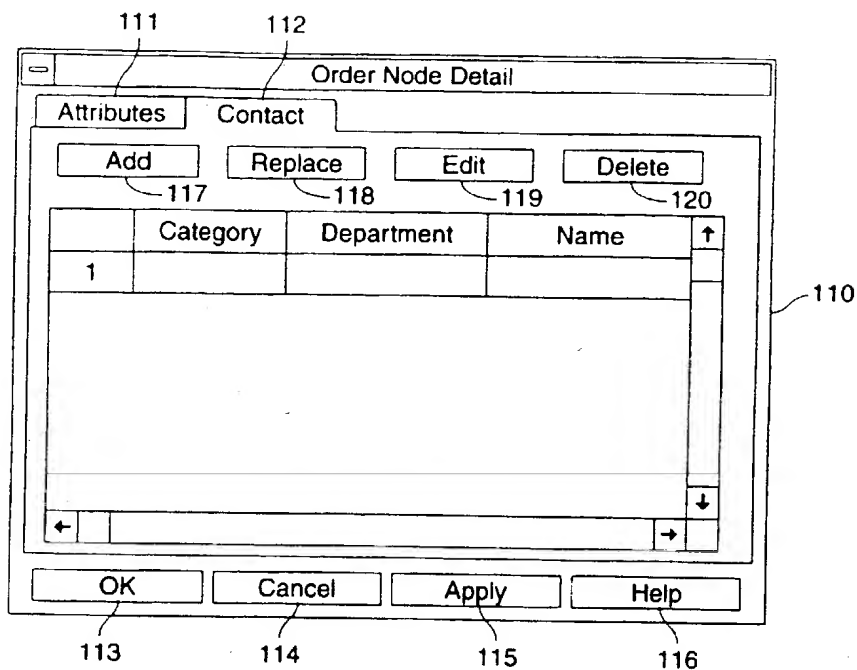 111 112
Order Node Detail
Attributes Contact
Add Replace Edit Delete
117 118 119 120
Category Department Name
1
110
OK Cancel Apply Help
113 114 115 116